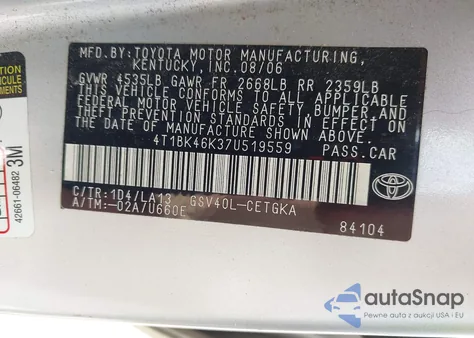 MFD.BY:TOYOTA MOTOR MANUFACTURING,
KENTUCKY,INC.08/06
GVWR 4535LB GAWR FR 2668LB RR 2359LB
THIS VEHICLE CONFORMS TO ALL APPLICABLE
FEDERAL MOTOR VEHICLE SAFETY,BUMPER,AND
THEFT PREVENTION STANDARDS IN
EFFECT ON THE DATE OF MANUFACTURE
SHOWN ABOVE.
4T1BK46K37U519559 PASS.CAR
C/TR:1D4/LA13 GSV40L-CETGKA
A/TM:-02A/U660E
TOYOTA
84104
42661-06482 3M
autoSnap
Pewne auta z aukcji USA i EU